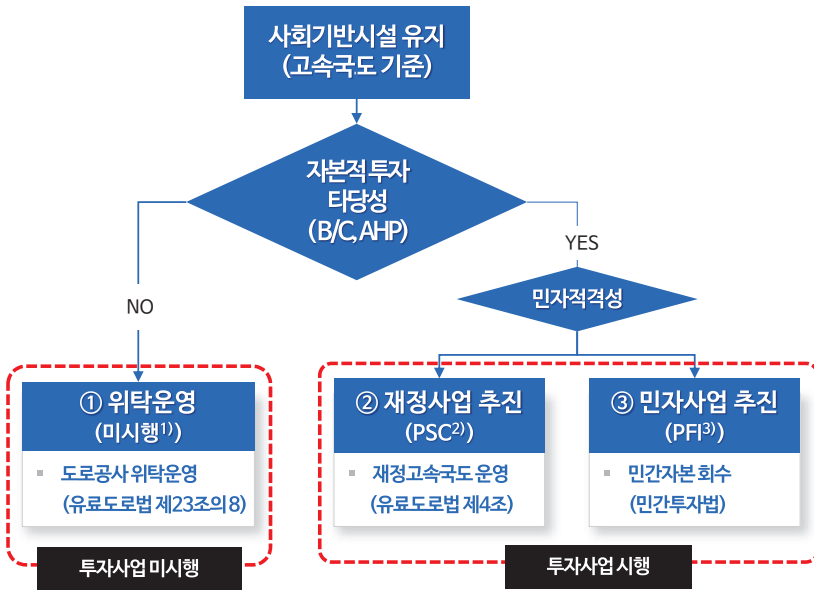 사회기반시설 유지
(고속국도 기준)
자본적 투자
타당성
(B/C, AHP)
YES
NO
민자적격성
① 위탁운영
(미시행1))
▪ 도로공사 위탁운영
(유료도로법 제23조의 8)
투자사업 미시행
② 재정사업 추진
(PSC2))
▪ 재정고속국도 운영
(유료도로법 제4조)
③ 민자사업 추진
(PFI3))
▪ 민간자본 회수
(민간투자법)
투자사업 시행